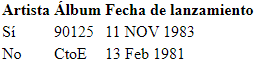 Artista Álbum Fecha de lanzamiento
Sí 90125 11 NOV 1983
No CtoE 13 Feb 1981